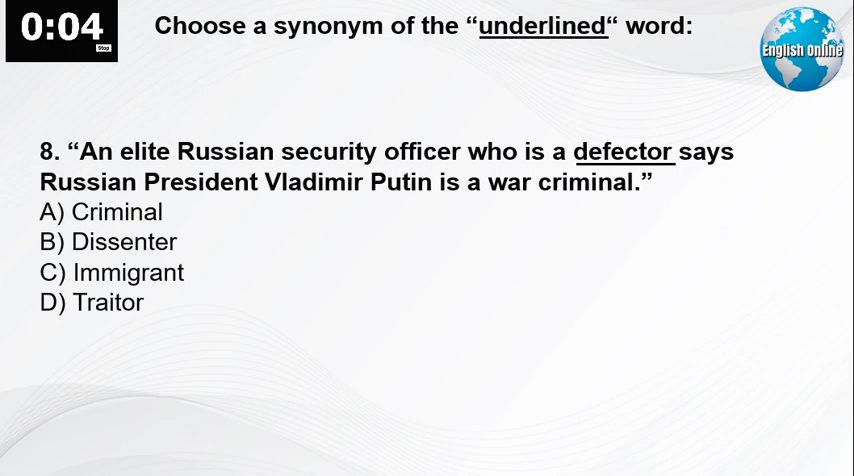 0:04
Stop
Choose a synonym of the “underlined“ word:
English Online
8. “An elite Russian security officer who is a defector says
Russian President Vladimir Putin is a war criminal.”
A) Criminal
B) Dissenter
C) Immigrant
D) Traitor